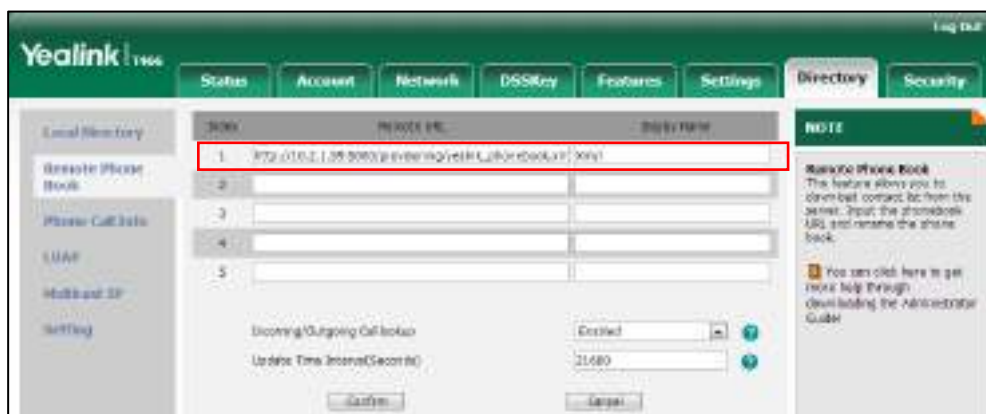 Log Out
Yealink T46G
Status Account Network DSSKey Features Settings Directory Security
Local Directory
Remote Phone Book
Phone Call Info
LDAP
Multicast IP
Setting
Index Remote URL Display Name
1
2
3
4
5
Incoming/Outgoing Call lookup Enabled
Update Time Interval(Seconds) 21600
Confirm Cancel
NOTE
Remote Phone Book
This feature allows you to
download contact list from the
server. Input the phonebook
URL and rename the phone
book.
You can click here to get
more help through
downloading the Administrator
Guide!